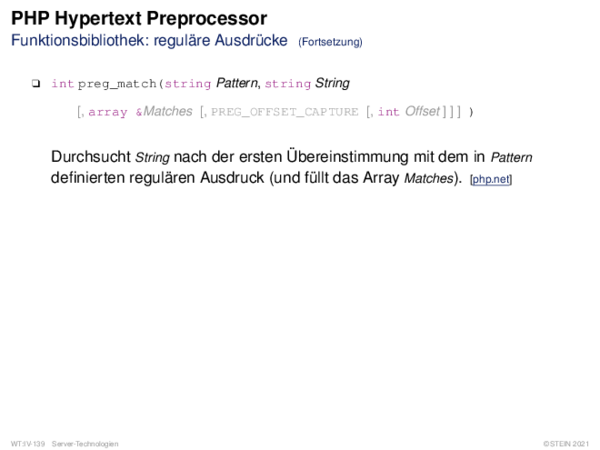 PHP Hypertext Preprocessor
Funktionsbibliothek: reguläre Ausdrücke (Fortsetzung)
❑ int preg_match(string Pattern, string String
[, array &Matches [, PREG_OFFSET_CAPTURE [, int Offset]]] )
Durchsucht String nach der ersten Übereinstimmung mit dem in Pattern
definierten regulären Ausdruck (und füllt das Array Matches). [php.net]
WT:IV-139 Server-Technologien ©STEIN 2021